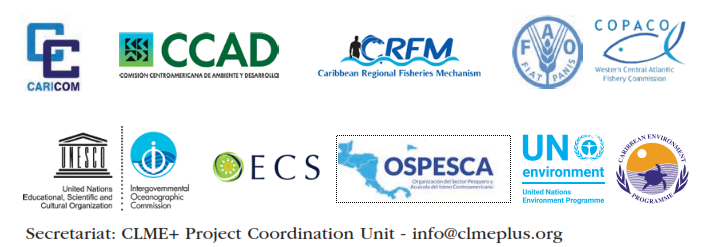 CARICOM
CCAD
COMISIÓN CENTROAMERICANA DE AMBIENTE Y DESARROLLO
CRFM
Caribbean Regional Fisheries Mechanism
F A O
FIAT PANIS
COPACO
Western Central Atlantic
Fishery Commission
UNESCO
United Nations
Educational, Scientific and
Cultural Organization
Intergovernmental
Oceanographic
Commission
OECS
OSPESCA
Organización del Sector Pesquero y
Acuícola del Istmo Centroamericano
UN
environment
United Nations
Environment Programme
CARIBBEAN ENVIRONMENT
PROGRAMME
Secretariat: CLME+ Project Coordination Unit - info@clmeplus.org